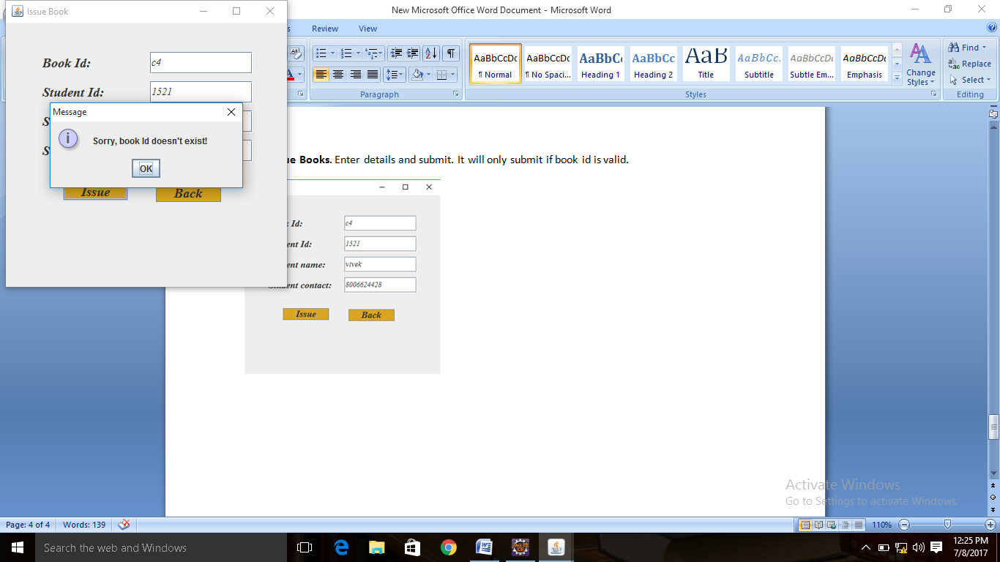 Issue Book
Book Id:
c4
Student Id:
1521
Message
Sorry, book Id doesn't exist!
OK
Issue
Back
New Microsoft Office Word Document - Microsoft Word
Review
View
AaBbCcDc
¶ Normal
AaBbCcDc
¶ No Spaci...
AaBbC
Heading 1
AaBbCc
Heading 2
AaB
Title
AaBbCc.
Subtitle
AaBbCcDc
Subtle Em...
AaBbCcDc
Emphasis
Change
Styles
Find
Replace
Select
Paragraph
Styles
Editing
ue Books. Enter details and submit. It will only submit if book id is valid.
k Id:
c4
ent Id:
1521
ent name:
vivek
Student contact:
8006624428
Issue
Back
Activate Windows
Go to Settings to activate Windows.
Page: 4 of 4
Words: 139
110%
Search the web and Windows
12:25 PM
7/8/2017